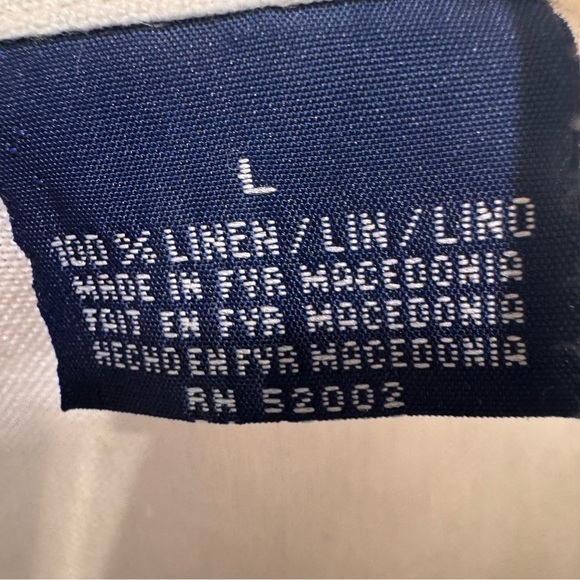 L
100 % LINEN / LIN / LINO
MADE IN FYR MACEDONIA
FAIT EN FYR MACEDONIA
HECHO EN FYR MACEDONIA
RN 52002